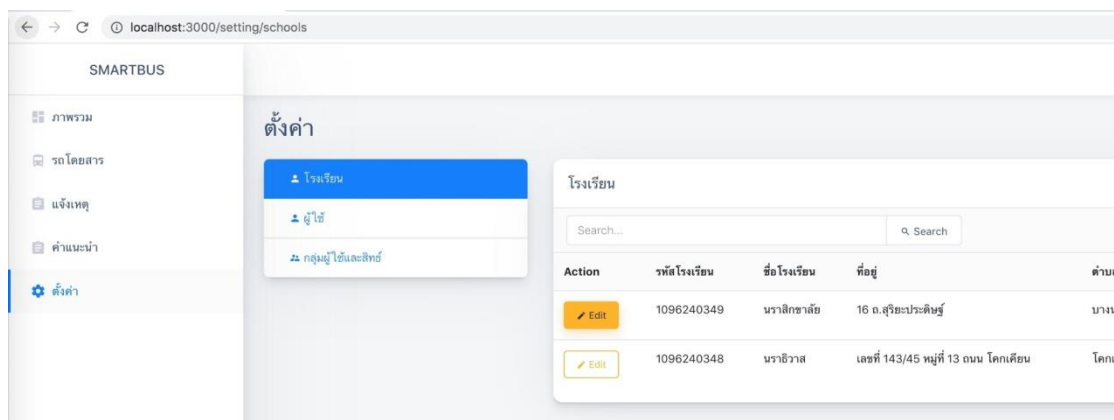 localhost:3000/setting/schools
SMARTBUS
ภาพรวม
รถโดยสาร
แจ้งเหตุ
คำแนะนำ
ตั้งค่า
ตั้งค่า
โรงเรียน
ผู้ใช้
กลุ่มผู้ใช้และสิทธ์
โรงเรียน
Search...
Search
Action รหัสโรงเรียน ชื่อโรงเรียน ที่อยู่
Edit 1096240349 นราสิกขาลัย 16 ถ.สุริยะประดิษฐ์
Edit 1096240348 นราธิวาส เลขที่ 143/45 หมู่ที่ 13 ถนน โคกเคียน